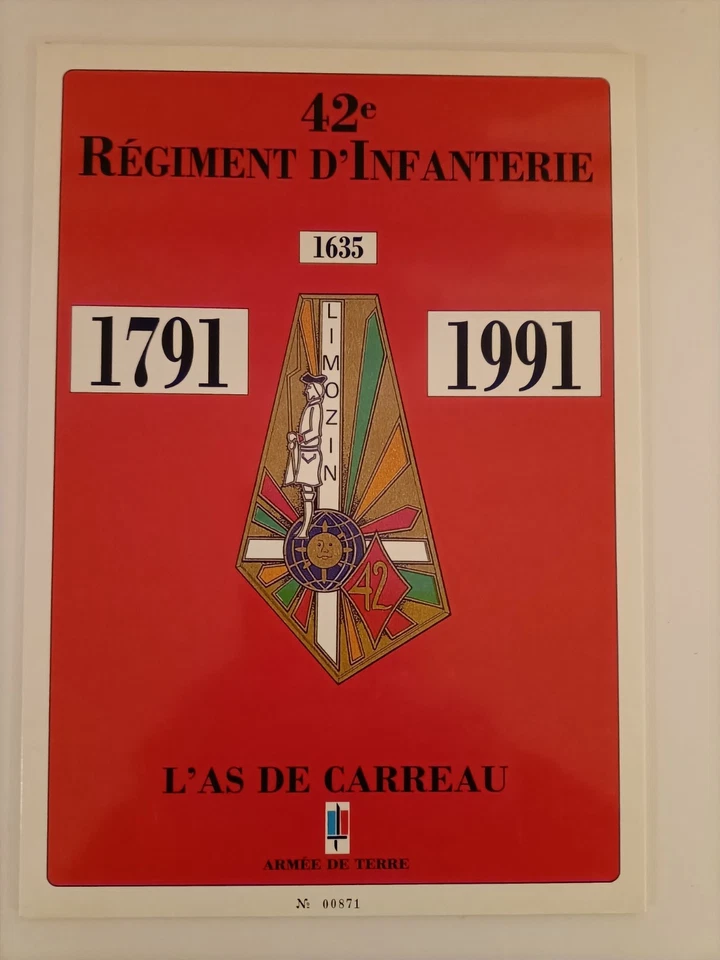 42e
RÉGIMENT D'INFANTERIE
1635
1791
1991
LIMOZIN
42
L'AS DE CARREAU
ARMÉE DE TERRE
№ 00871